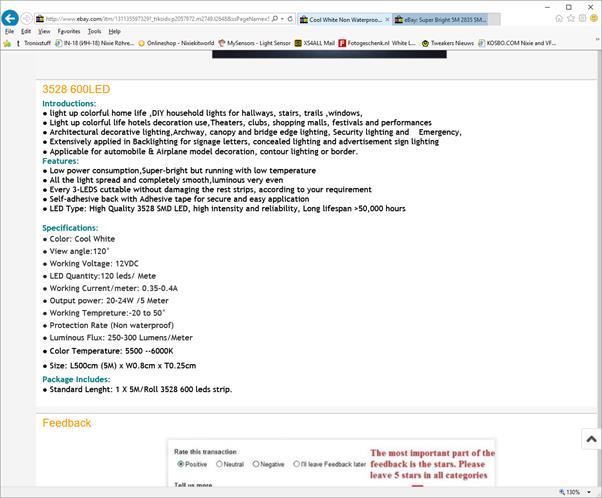 http://www.ebay.com/itm/131135597329?_trksid=p2057872.m2749.l2648&ssPageName=
Cool White Non Waterproo...
eBay: Super Bright 5M 2835 SM...
File Edit View Favorites Tools Help
Tronixstuff
IN-18 (ИН-18) Nixie Röhre...
Onlineshop - Nixiekitworld
MySensors - Light Sensor
XS4ALL Mail
Fotogeschenk.nl White L...
Tweakers Nieuws
KOSBO.COM Nixie and VF...
3528 600LED
Introductions:
● light up colorful home life ,DIY household lights for hallways, stairs, trails ,windows,
● Light up colorful life hotels decoration use,Theaters, clubs, shopping malls, festivals and performances
● Architectural decorative lighting,Archway, canopy and bridge edge lighting, Security lighting and Emergency,
● Extensively applied in Backlighting for signage letters, concealed lighting and advertisement sign lighting
● Applicable for automobile & Airplane model decoration, contour lighting or border.
Features:
● Low power consumption,Super-bright but running with low temperature
● All the light spread and completely smooth,luminous very even
● Every 3-LEDS cuttable without damaging the rest strips, according to your requirement
● Self-adhesive back with Adhesive tape for secure and easy application
● LED Type: High Quality 3528 SMD LED, high intensity and reliability, Long lifespan >50,000 hours
Specifications:
● Color: Cool White
● View angle:120°
● Working Voltage: 12VDC
● LED Quantity:120 leds/ Mete
● Working Current/meter: 0.35-0.4A
● Output power: 20-24W /5 Meter
● Working Tempreture:-20 to 50°
● Protection Rate (Non waterproof)
● Luminous Flux: 250-300 Lumens/Meter
● Color Temperature: 5500 --6000K
● Size: L500cm (5M) x W0.8cm x T0.25cm
Package Includes:
● Standard Lenght: 1 X 5M/Roll 3528 600 leds strip.
Feedback
Rate this transaction
Positive Neutral Negative I'll leave Feedback later
The most important part of the
feedback is the stars. Please
leave 5 stars in all categories
Tell us more
130%